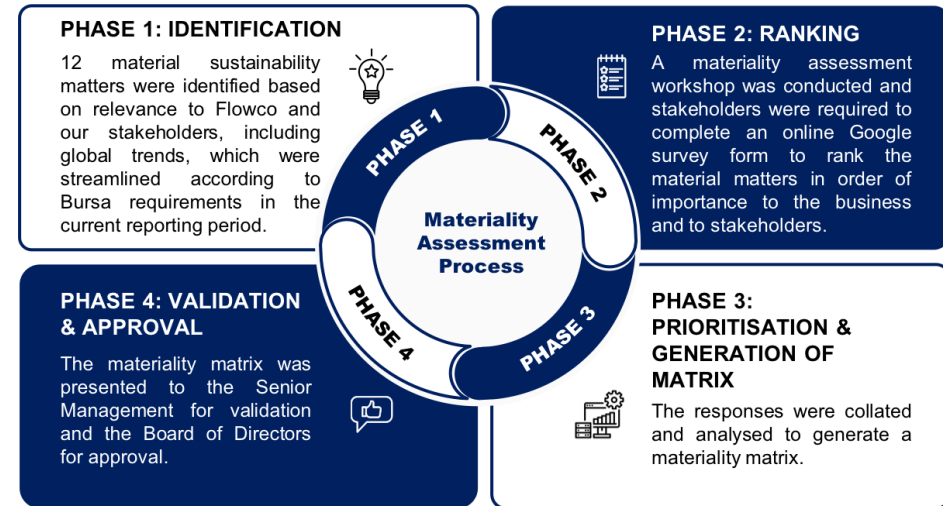 PHASE 1: IDENTIFICATION
12 material sustainability
matters were identified based
on relevance to Flowco and
our stakeholders, including
global trends, which were
streamlined according to
Bursa requirements in the
current reporting period.
PHASE 2: RANKING
A materiality assessment
workshop was conducted and
stakeholders were required to
complete an online Google
survey form to rank the
material matters in order of
importance to the business
and to stakeholders.
PHASE 1
PHASE 2
Materiality
Assessment
Process
PHASE 4
PHASE 3
PHASE 4: VALIDATION
& APPROVAL
The materiality matrix was
presented to the Senior
Management for validation
and the Board of Directors
for approval.
PHASE 3:
PRIORITISATION &
GENERATION OF
MATRIX
The responses were collated
and analysed to generate a
materiality matrix.